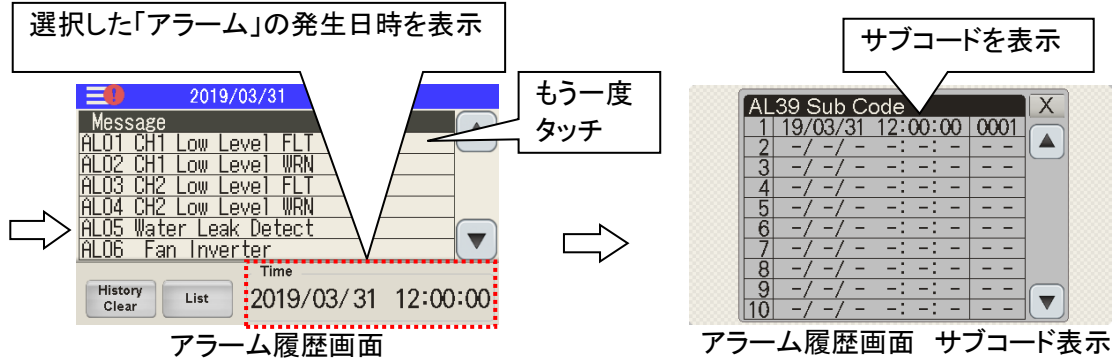 選択した「アラーム」の発生日時を表示
サブコードを表示
もう一度
タッチ
2019/03/31
Message
AL01 CH1 Low Level FLT
AL02 CH1 Low Level WRN
AL03 CH2 Low Level FLT
AL04 CH2 Low Level WRN
AL05 Water Leak Detect
AL06 Fan Inverter
History
Clear
List
Time
2019/03/31 12:00:00
アラーム履歴画面
AL39 Sub Code X
1 19/03/31 12:00:00 0001
2 -/ -/ - -: -: - - -
3 -/ -/ - -: -: - - -
4 -/ -/ - -: -: - - -
5 -/ -/ - -: -: - - -
6 -/ -/ - -: -: - - -
7 -/ -/ - -: -: - - -
8 -/ -/ - -: -: - - -
9 -/ -/ - -: -: - - -
10 -/ -/ - -: -: - - -
アラーム履歴画面 サブコード表示